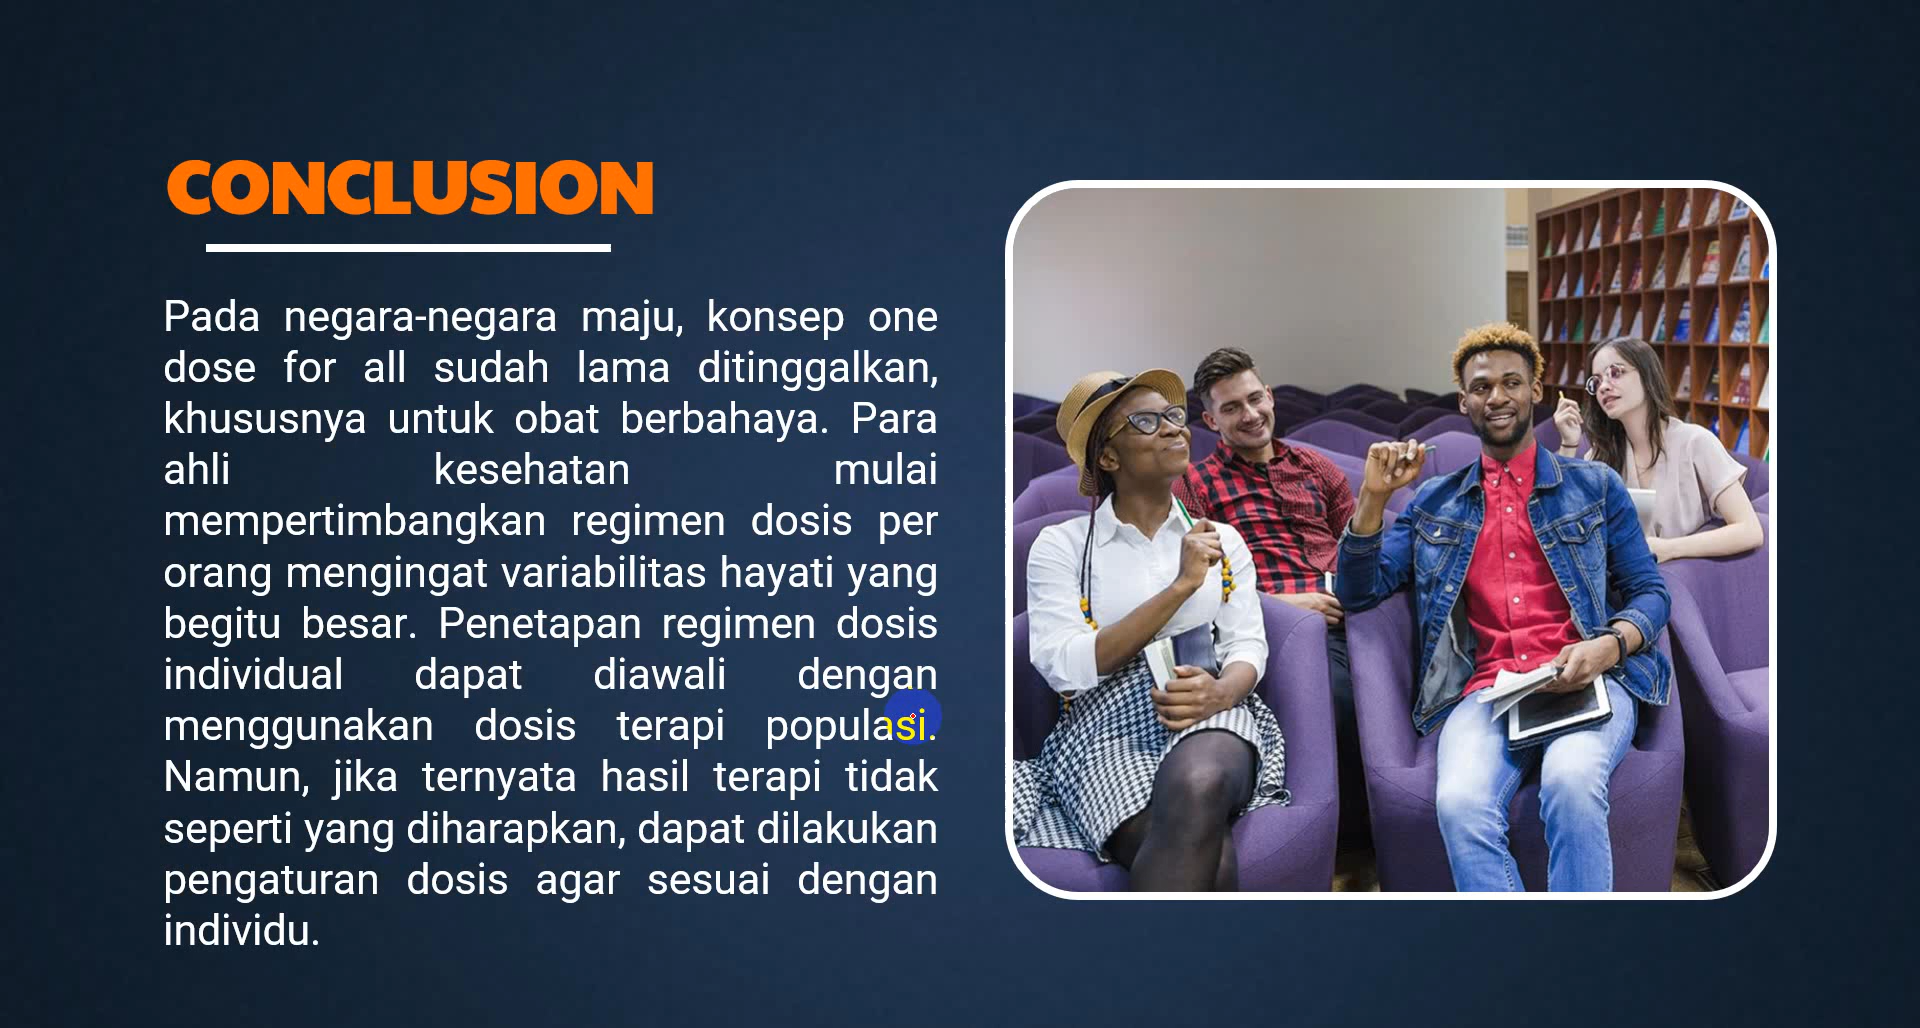 CONCLUSION
Pada negara-negara maju, konsep one
dose for all sudah lama ditinggalkan,
khususnya untuk obat berbahaya. Para
ahli kesehatan mulai
mempertimbangkan regimen dosis per
orang mengingat variabilitas hayati yang
begitu besar. Penetapan regimen dosis
individual dapat diawali dengan
menggunakan dosis terapi populasi.
Namun, jika ternyata hasil terapi tidak
seperti yang diharapkan, dapat dilakukan
pengaturan dosis agar sesuai dengan
individu.